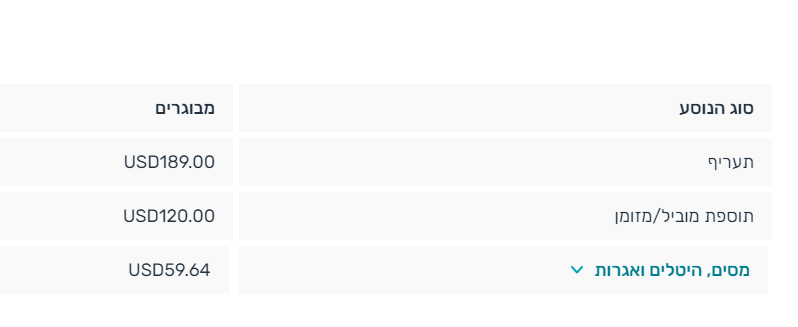 סוג הנוסע מבוגרים
תעריף USD189.00
תוספת מוביל/מזומן USD120.00
מסים, היטלים ואגרות USD59.64